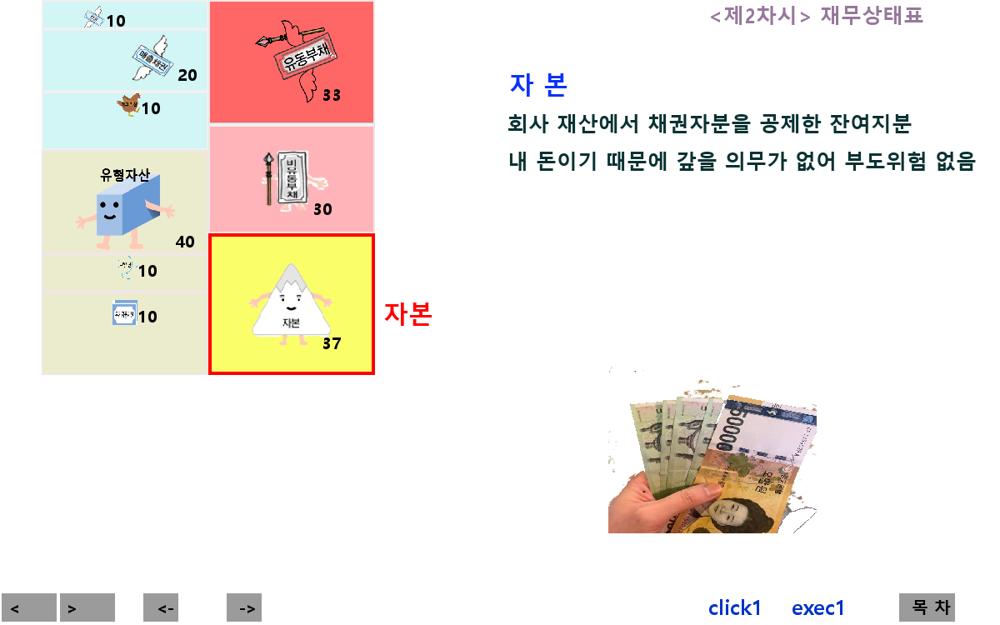 <제2차시> 재무상태표
10
매출채권
20
10
유형자산
40
10
10
유동부채
33
비유동부채
30
자본
37
자본
자 본
회사 재산에서 채권자분을 공제한 잔여지분
내 돈이기 때문에 갚을 의무가 없어 부도위험 없음
50000
오만원
<
>
<-
->
click1
exec1
목 차